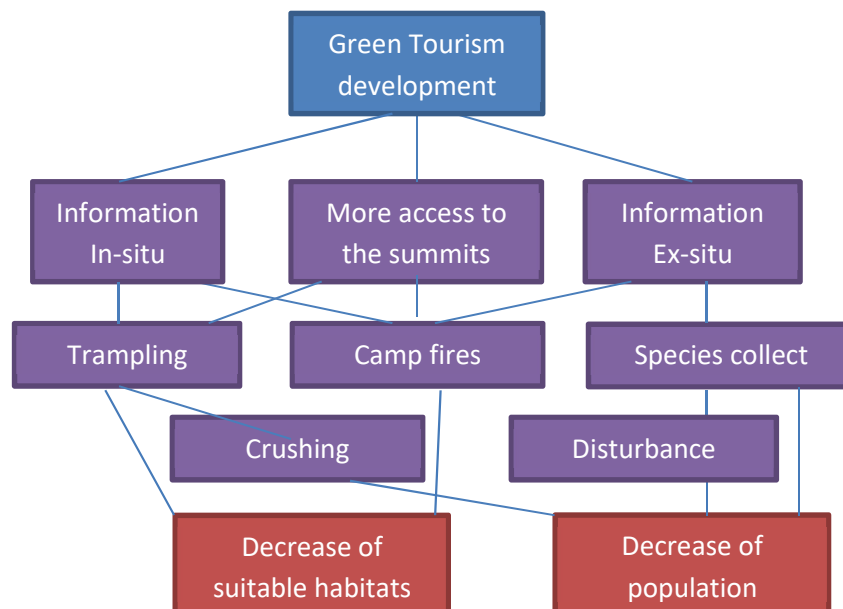 Green Tourism
development
Information
In-situ
More access to
the summits
Information
Ex-situ
Trampling
Camp fires
Species collect
Crushing
Disturbance
Decrease of
suitable habitats
Decrease of
population